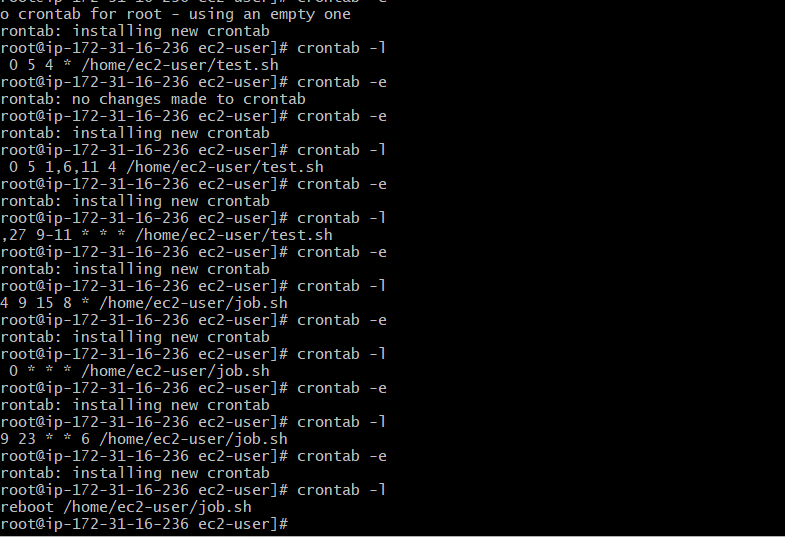 root@ip-172-31-16-236 ec2-user]# crontab -e
o crontab for root - using an empty one
rontab: installing new crontab
root@ip-172-31-16-236 ec2-user]# crontab -l
 0 5 4 * /home/ec2-user/test.sh
root@ip-172-31-16-236 ec2-user]# crontab -e
rontab: no changes made to crontab
root@ip-172-31-16-236 ec2-user]# crontab -e
rontab: installing new crontab
root@ip-172-31-16-236 ec2-user]# crontab -l
 0 5 1,6,11 4 /home/ec2-user/test.sh
root@ip-172-31-16-236 ec2-user]# crontab -e
rontab: installing new crontab
root@ip-172-31-16-236 ec2-user]# crontab -l
,27 9-11 * * * /home/ec2-user/test.sh
root@ip-172-31-16-236 ec2-user]# crontab -e
rontab: installing new crontab
root@ip-172-31-16-236 ec2-user]# crontab -l
4 9 15 8 * /home/ec2-user/job.sh
root@ip-172-31-16-236 ec2-user]# crontab -e
rontab: installing new crontab
root@ip-172-31-16-236 ec2-user]# crontab -l
 0 * * * /home/ec2-user/job.sh
root@ip-172-31-16-236 ec2-user]# crontab -e
rontab: installing new crontab
root@ip-172-31-16-236 ec2-user]# crontab -l
9 23 * * 6 /home/ec2-user/job.sh
root@ip-172-31-16-236 ec2-user]# crontab -e
rontab: installing new crontab
root@ip-172-31-16-236 ec2-user]# crontab -l
reboot /home/ec2-user/job.sh
root@ip-172-31-16-236 ec2-user]#